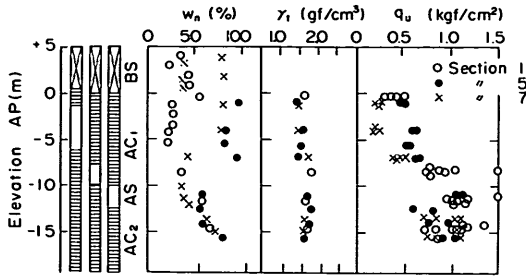 wₙ (%)
γₜ (gf/cm³)
qᵤ (kgf/cm²)
0 50 100
1.6 2.0
0 0.5 1.0 1.5
Elevation AP(m)
+5
0
-5
-10
-15
BS
AC₁
AS
AC₂
○ Section 1
● 〃 5
× 〃 7